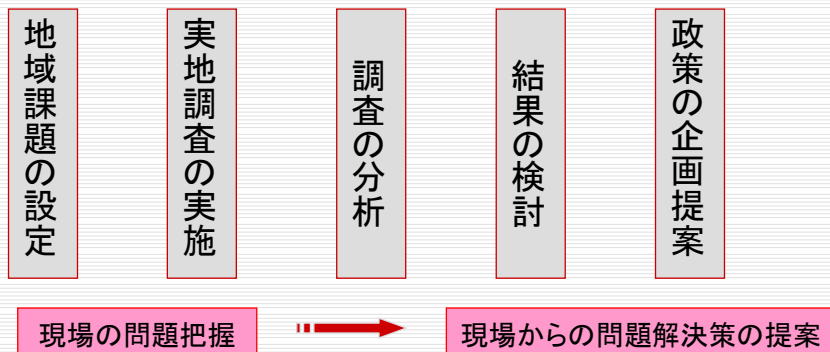 地域課題の設定
実地調査の実施
調査の分析
結果の検討
政策の企画提案
現場の問題把握
現場からの問題解決策の提案